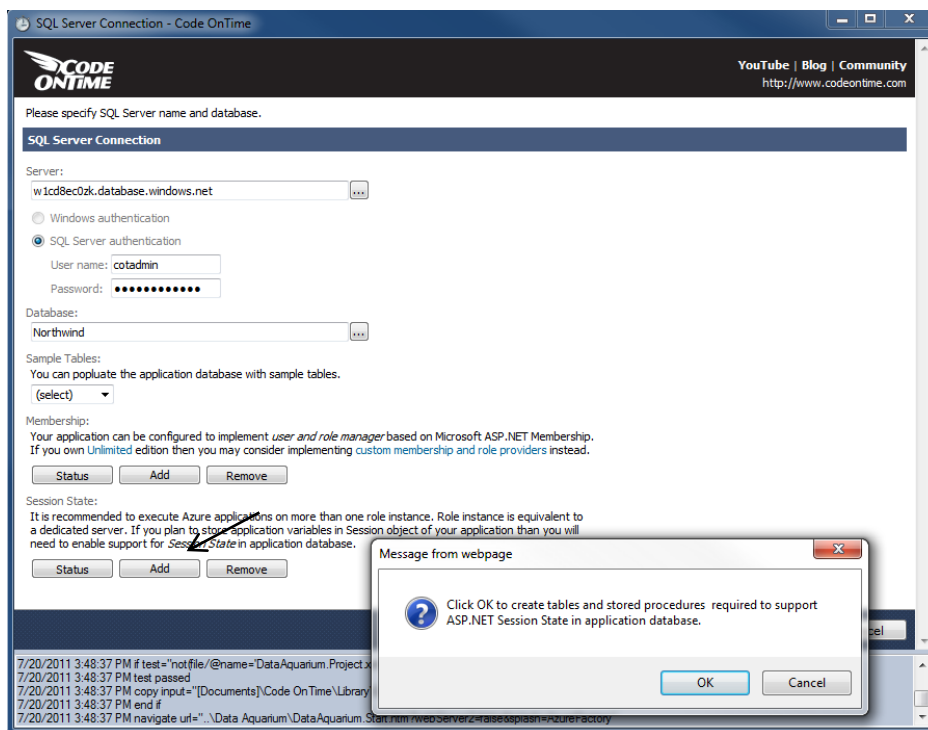 SQL Server Connection - Code OnTime
CODE
ONTIME
YouTube | Blog | Community
http://www.codeontime.com
Please specify SQL Server name and database.
SQL Server Connection
Server:
w1cd8ec0zk.database.windows.net
...
Windows authentication
SQL Server authentication
User name: cotadmin
Password: ●●●●●●●●●●●●
Database:
Northwind
...
Sample Tables:
You can popluate the application database with sample tables.
(select)
Membership:
Your application can be configured to implement user and role manager based on Microsoft ASP.NET Membership.
If you own Unlimited edition then you may consider implementing custom membership and role providers instead.
Status Add Remove
Session State:
It is recommended to execute Azure applications on more than one role instance. Role instance is equivalent to
a dedicated server. If you plan to store application variables in Session object of your application than you will
need to enable support for Session State in application database.
Status Add Remove
Message from webpage
Click OK to create tables and stored procedures required to support
ASP.NET Session State in application database.
OK Cancel
7/20/2011 3:48:37 PM if test="not(file/@name='DataAquarium.Project.x
7/20/2011 3:48:37 PM test passed
7/20/2011 3:48:37 PM copy input="[Documents]\Code OnTime\Library
7/20/2011 3:48:37 PM end if
7/20/2011 3:48:37 PM navigate url="..\Data Aquarium\DataAquarium.Start.htm?webServer2=false&splash=AzureFactory